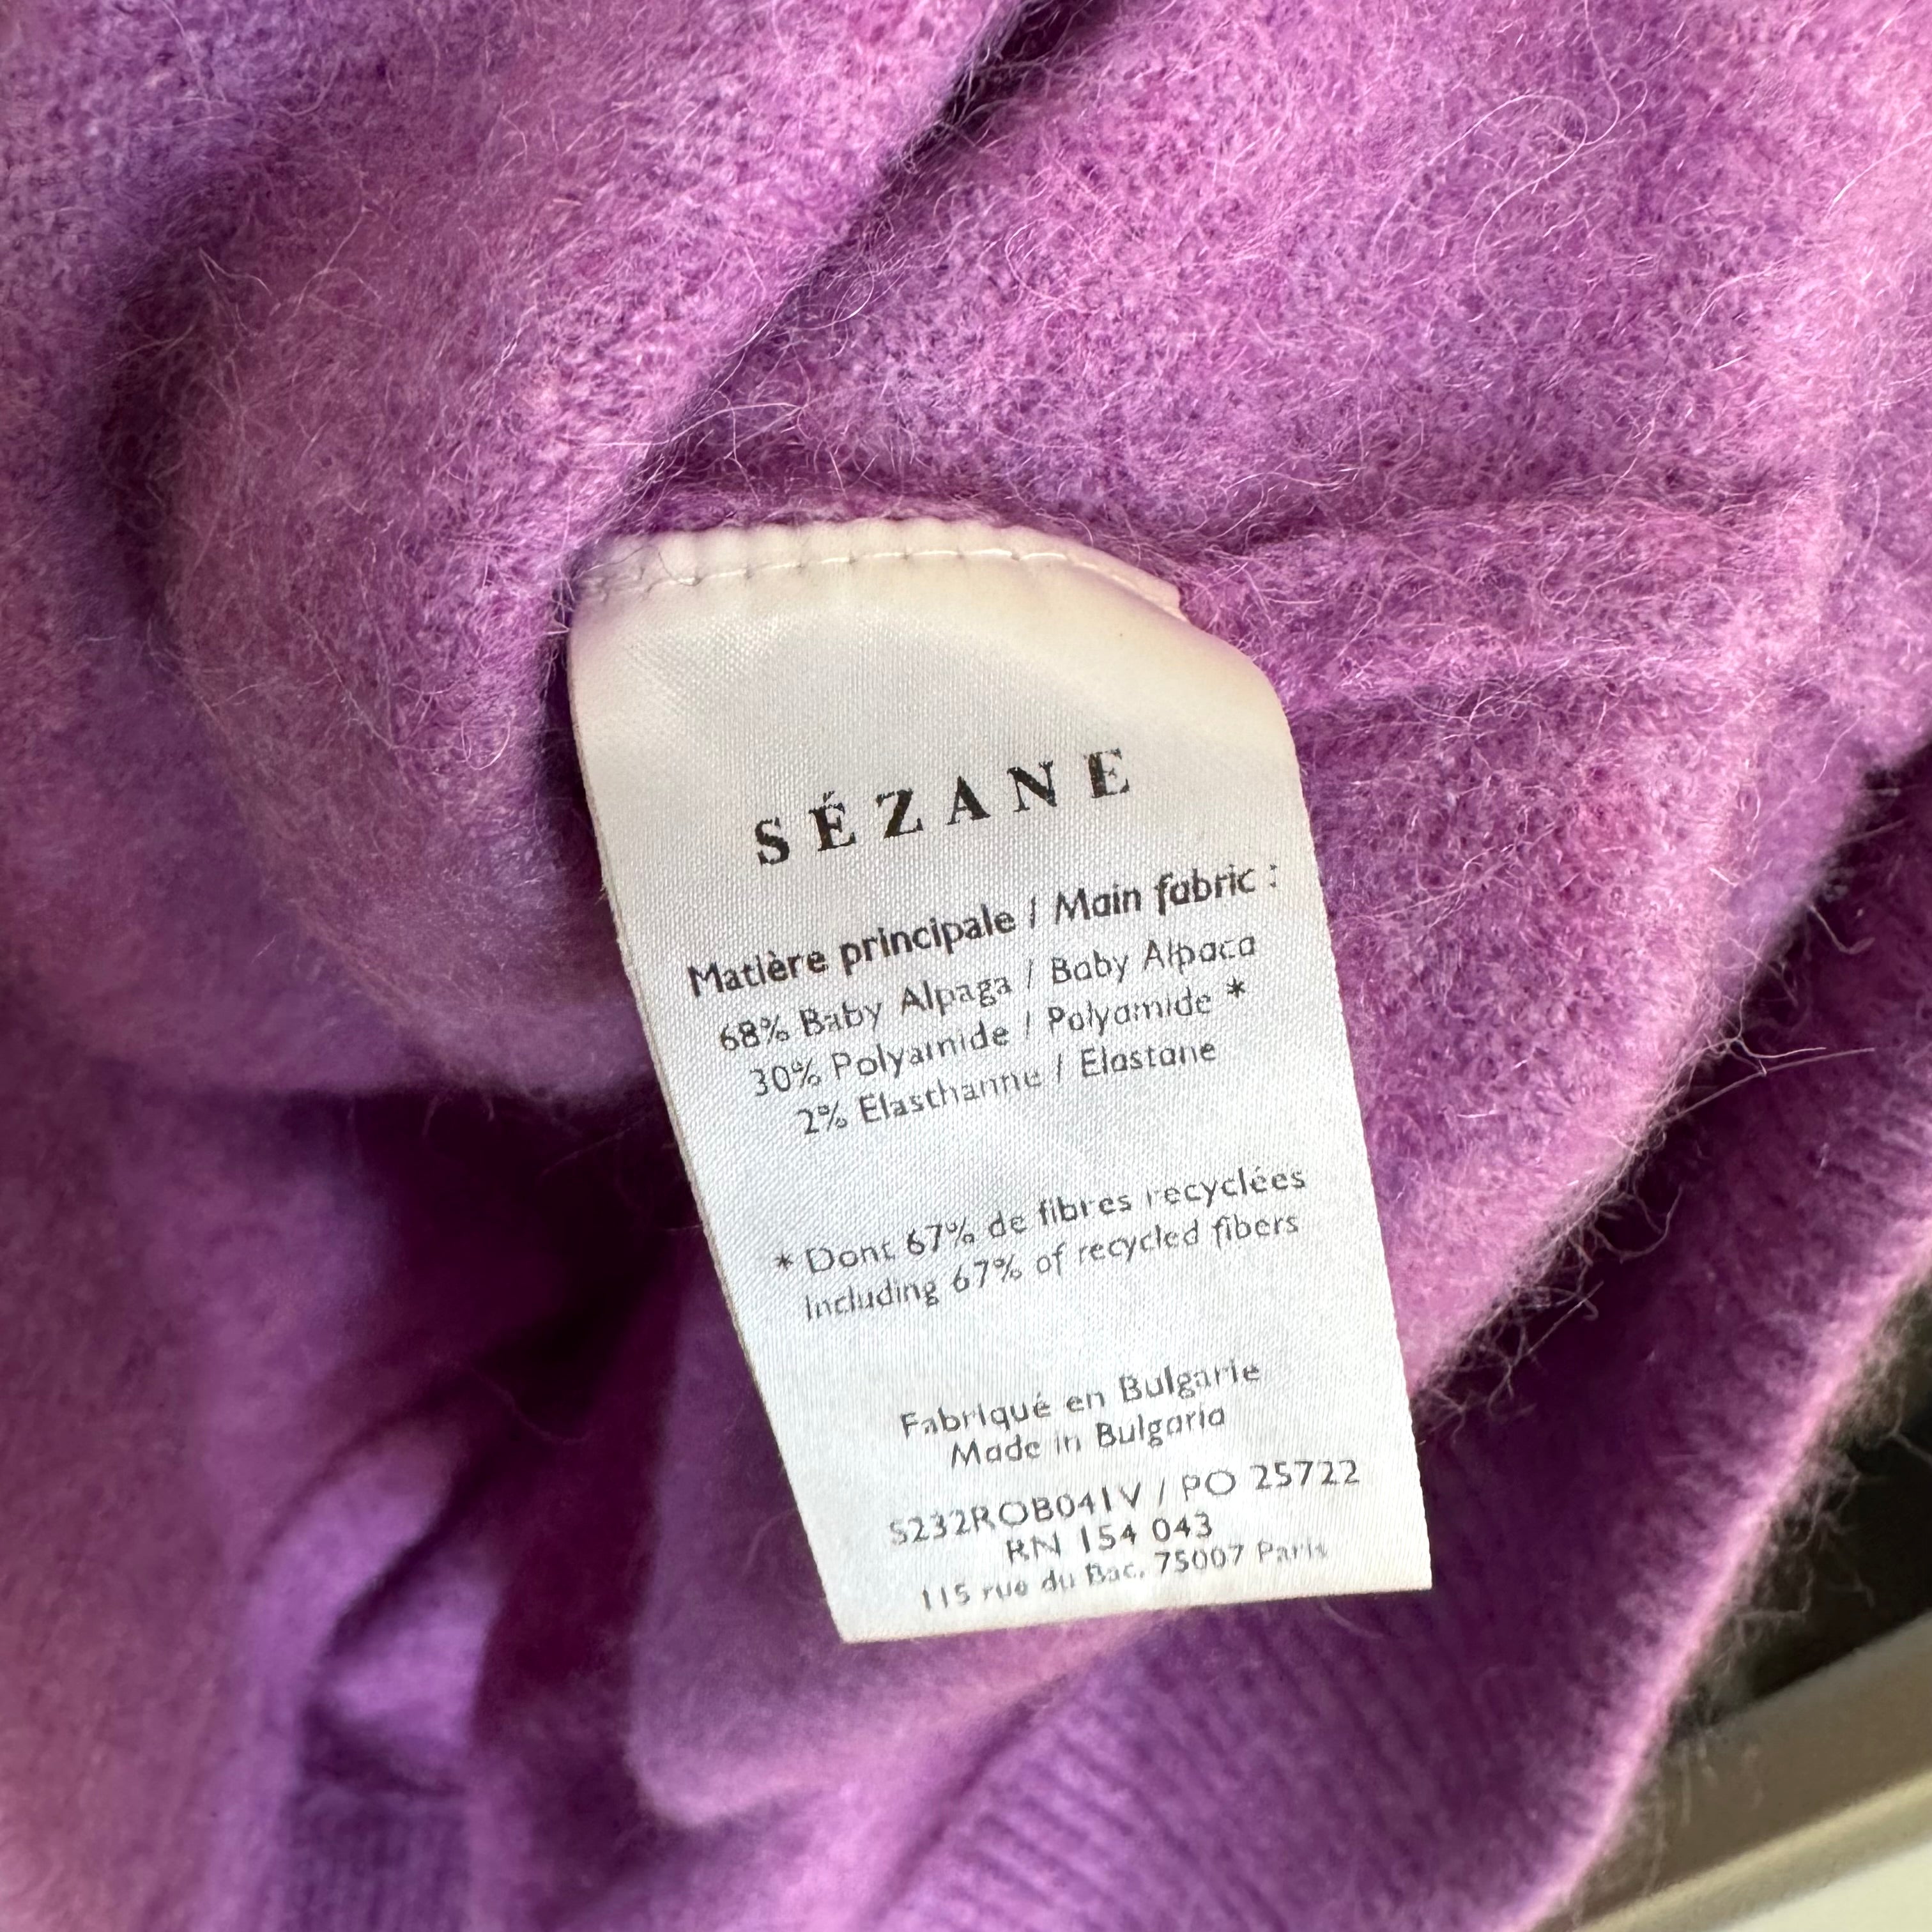 SÉZANE
Matière principale / Main fabric :
68% Baby Alpaga / Baby Alpaca
30% Polyamide / Polyamide *
2% Elasthanne / Elastane
* Dont 67% de fibres recyclées
Including 67% of recycled fibers
Fabriqué en Bulgarie
Made in Bulgaria
S232ROB041V / PO 25722
RN 154 043
115 rue du Bac, 75007 Paris